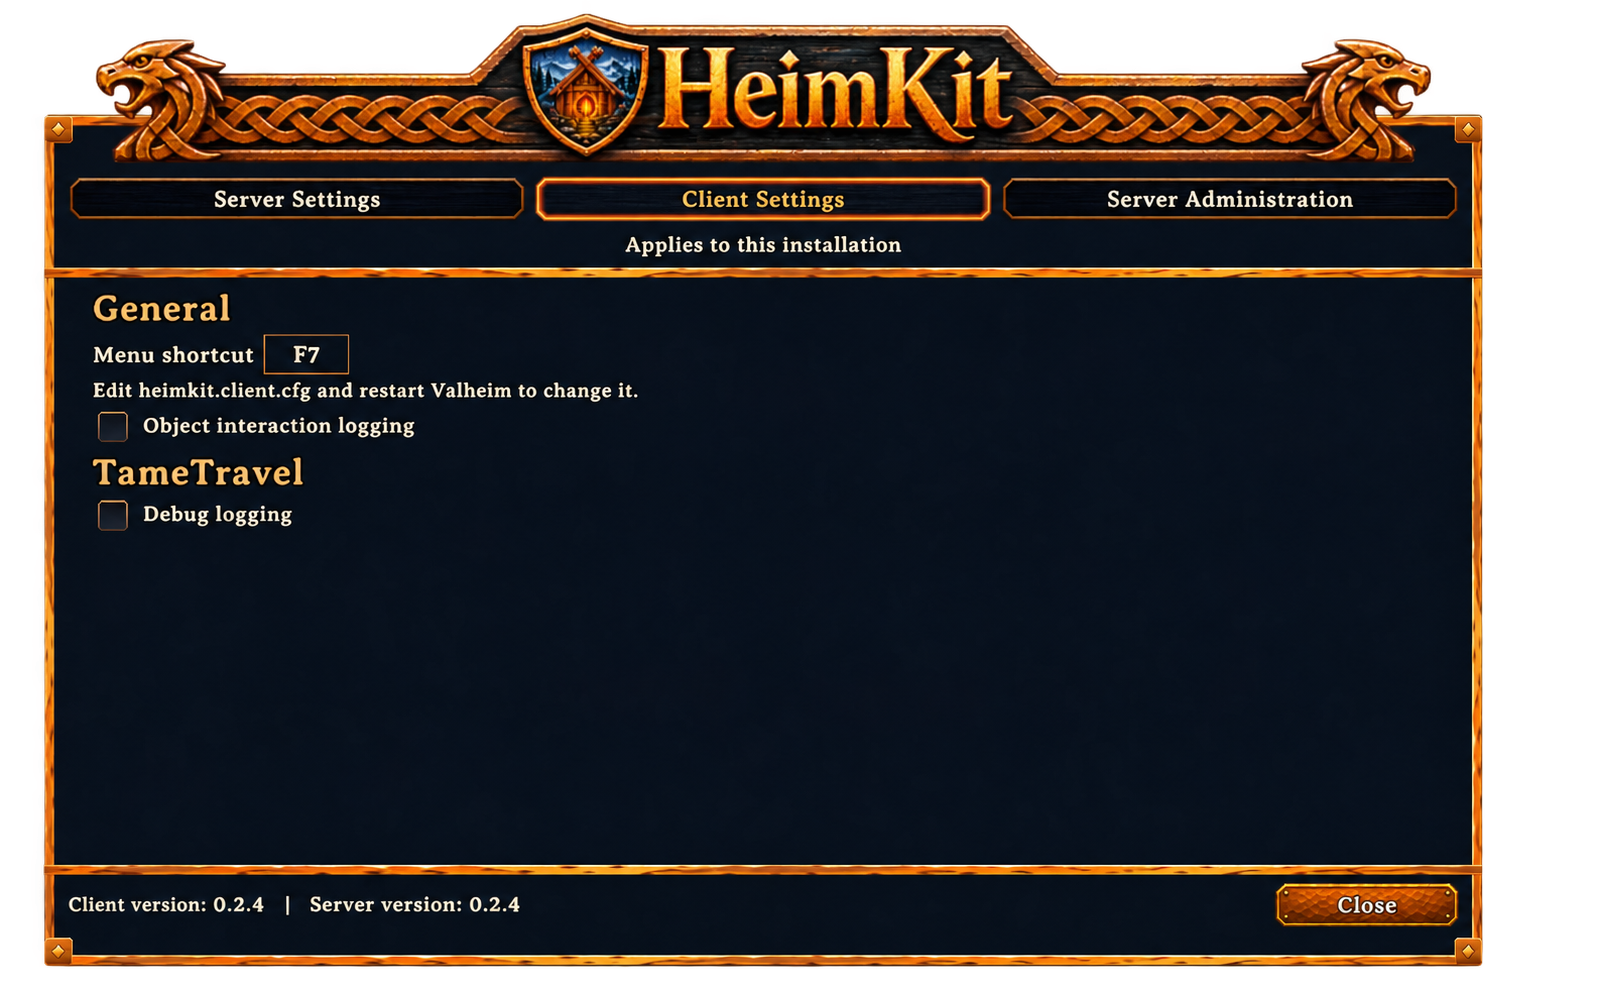 HeimKit
Server Settings
Client Settings
Server Administration
Applies to this installation
General
Menu shortcut F7
Edit heimkit.client.cfg and restart Valheim to change it.
Object interaction logging
TameTravel
Debug logging
Client version: 0.2.4 | Server version: 0.2.4
Close